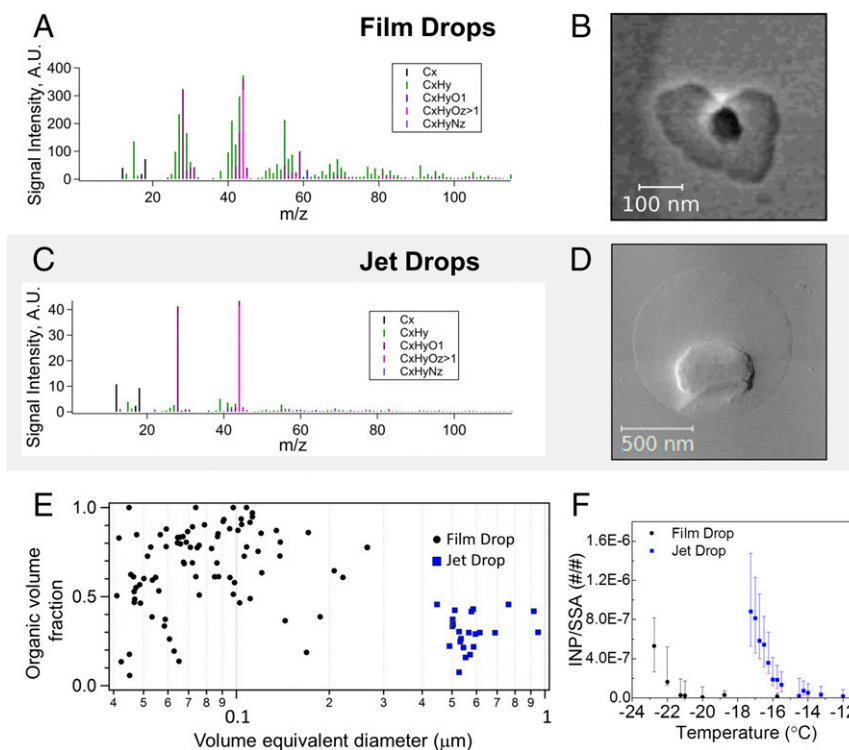 A
Film Drops
B
Signal Intensity, A.U.
400
300
200
100
0
Cx
CxHy
CxHyO1
CxHyOz>1
CxHyNz
20
40
60
80
100
m/z
100 nm
C
Jet Drops
D
Signal Intensity, A.U.
40
30
20
10
0
Cx
CxHy
CxHyO1
CxHyOz>1
CxHyNz
20
40
60
80
100
m/z
500 nm
E
Organic volume
fraction
1.0
0.5
0.0
Film Drop
Jet Drop
4 5 6 7 8 9 0.1 2 3 4 5 6 7 8 9 1
Volume equivalent diameter (μm)
F
INP/SSA (#/#)
1.6E-6
1.2E-6
8.0E-7
4.0E-7
0.0
Film Drop
Jet Drop
-24 -22 -20 -18 -16 -14 -12
Temperature (°C)